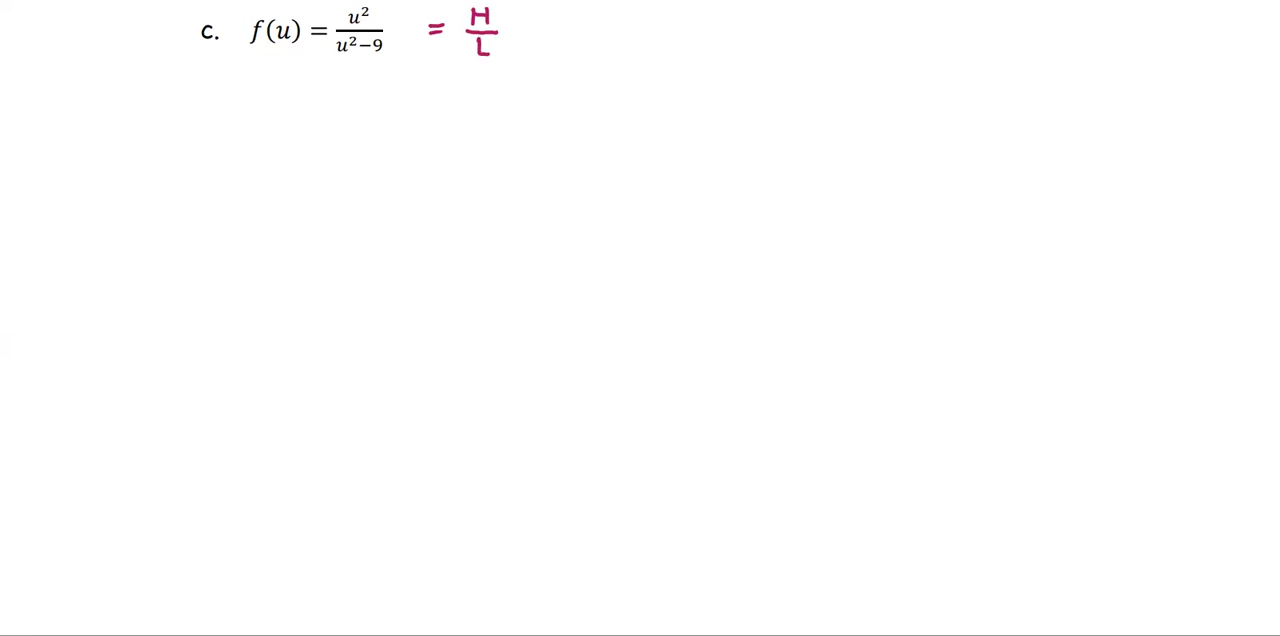 c. f(u) = u²/(u²−9) = H/L